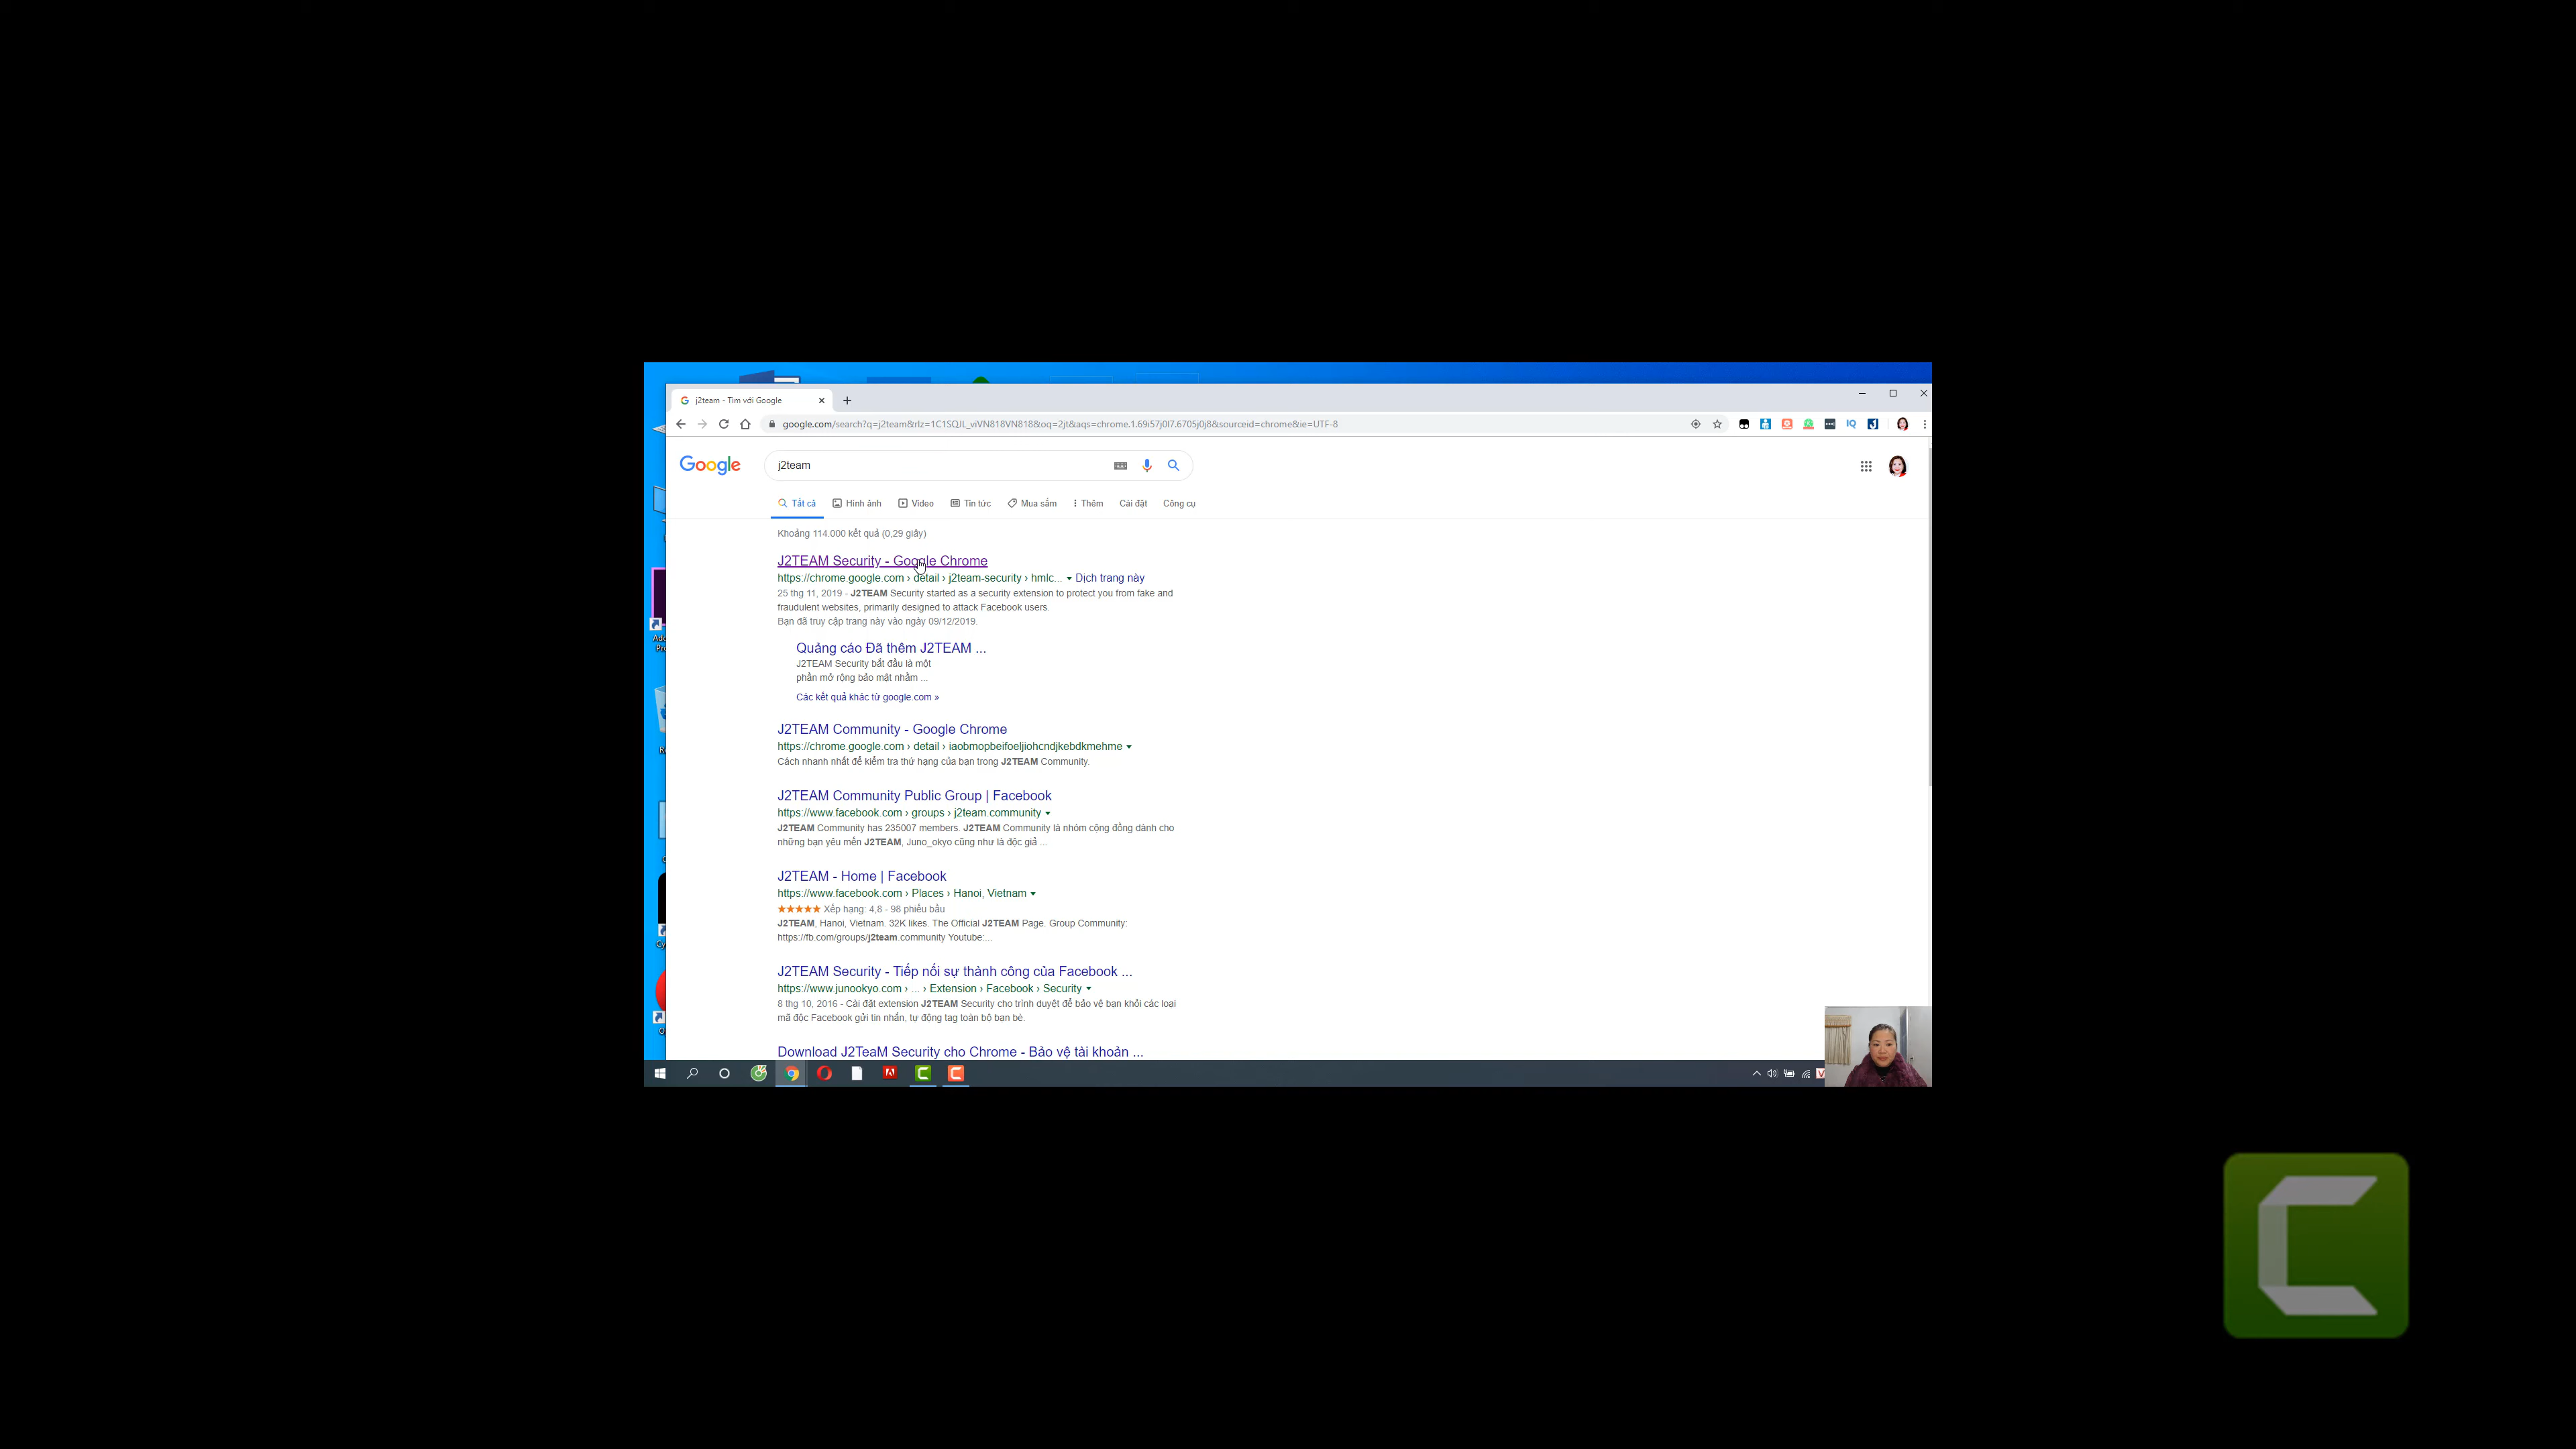 j2team - Tìm với Google
google.com/search?q=j2team&rlz=1C1SQJL_viVN818VN818&oq=2jt&aqs=chrome.1.69i57j0l7.6705j0j8&sourceid=chrome&ie=UTF-8
Google
j2team
Tất cả
Hình ảnh
Video
Tin tức
Mua sắm
Thêm
Cài đặt
Công cụ
Khoảng 114.000 kết quả (0,29 giây)
J2TEAM Security - Google Chrome
https://chrome.google.com › detail › j2team-security › hmlc... Dịch trang này
25 thg 11, 2019 - J2TEAM Security started as a security extension to protect you from fake and
fraudulent websites, primarily designed to attack Facebook users.
Bạn đã truy cập trang này vào ngày 09/12/2019.
Quảng cáo Đã thêm J2TEAM ...
J2TEAM Security bắt đầu là một
phần mở rộng bảo mật nhằm ...
Các kết quả khác từ google.com »
J2TEAM Community - Google Chrome
https://chrome.google.com › detail › iaobmopbeifoeljiohcndjkebdkmehme
Cách nhanh nhất để kiểm tra thứ hạng của bạn trong J2TEAM Community.
J2TEAM Community Public Group | Facebook
https://www.facebook.com › groups › j2team.community
J2TEAM Community has 235007 members. J2TEAM Community là nhóm cộng đồng dành cho
những bạn yêu mến J2TEAM, Juno_okyo cũng như là độc giả ...
J2TEAM - Home | Facebook
https://www.facebook.com › Places › Hanoi, Vietnam
Xếp hạng: 4,8 - 98 phiếu bầu
J2TEAM, Hanoi, Vietnam. 32K likes. The Official J2TEAM Page. Group Community:
https://fb.com/groups/j2team.community Youtube:...
J2TEAM Security - Tiếp nối sự thành công của Facebook ...
https://www.junookyo.com › ... › Extension › Facebook › Security
8 thg 10, 2016 - Cài đặt extension J2TEAM Security cho trình duyệt để bảo vệ bạn khỏi các loại
mã độc Facebook gửi tin nhắn, tự động tag toàn bộ bạn bè.
Download J2TeaM Security cho Chrome - Bảo vệ tài khoản ...